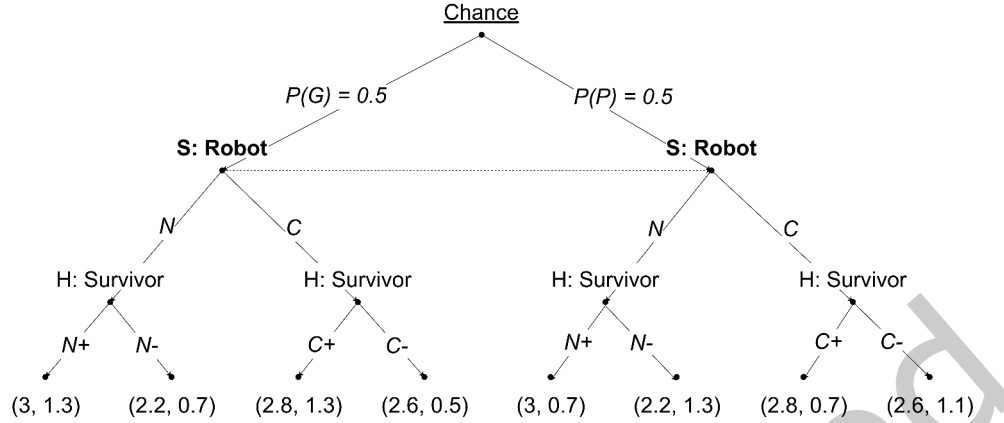 Chance
P(G) = 0.5 P(P) = 0.5
S: Robot S: Robot
N C N C
H: Survivor H: Survivor H: Survivor H: Survivor
N+ N- C+ C- N+ N- C+ C-
(3, 1.3) (2.2, 0.7) (2.8, 1.3) (2.6, 0.5) (3, 0.7) (2.2, 1.3) (2.8, 0.7) (2.6, 1.1)